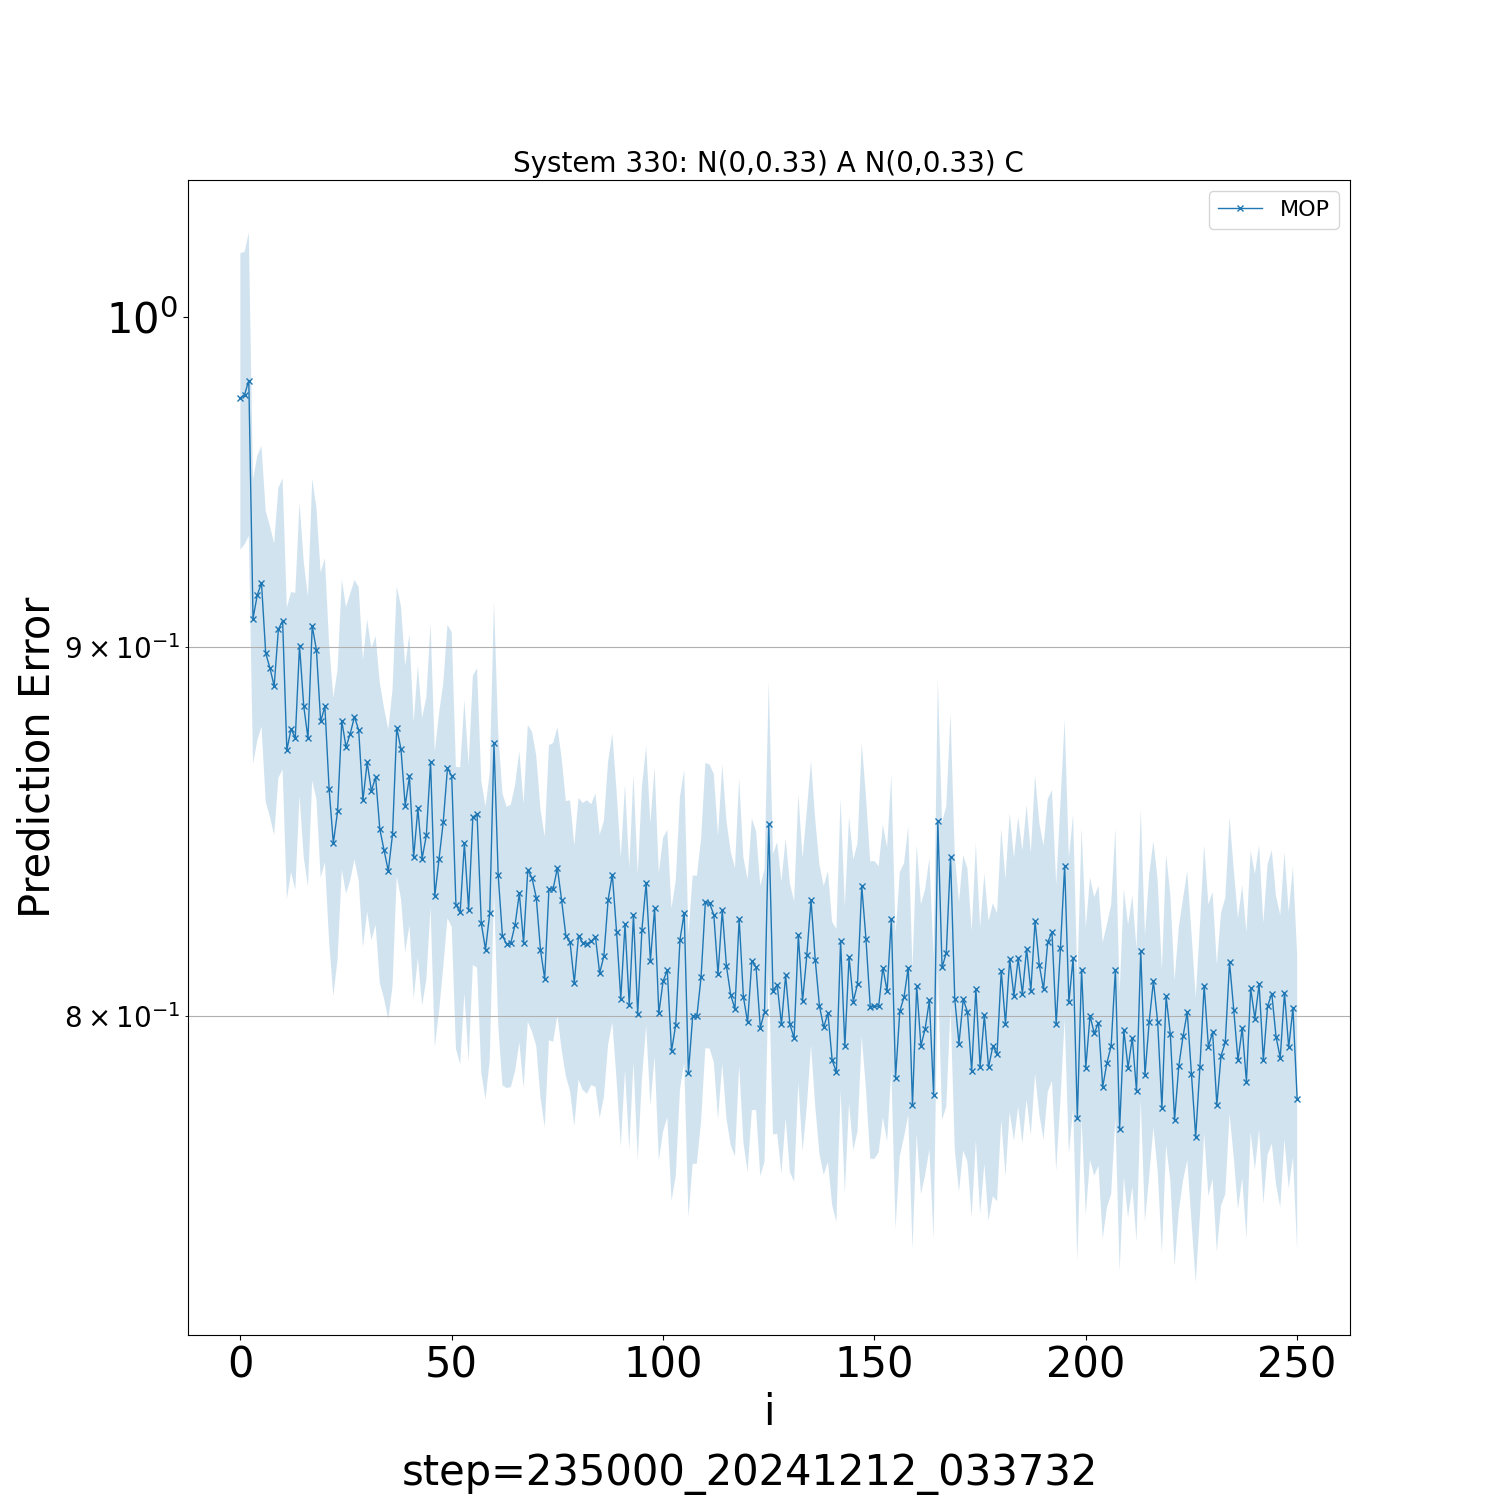 System 330: N(0,0.33) A N(0,0.33) C
MOP
10⁰
9 × 10⁻¹
8 × 10⁻¹
Prediction Error
0 50 100 150 200 250
i
step=235000_20241212_033732